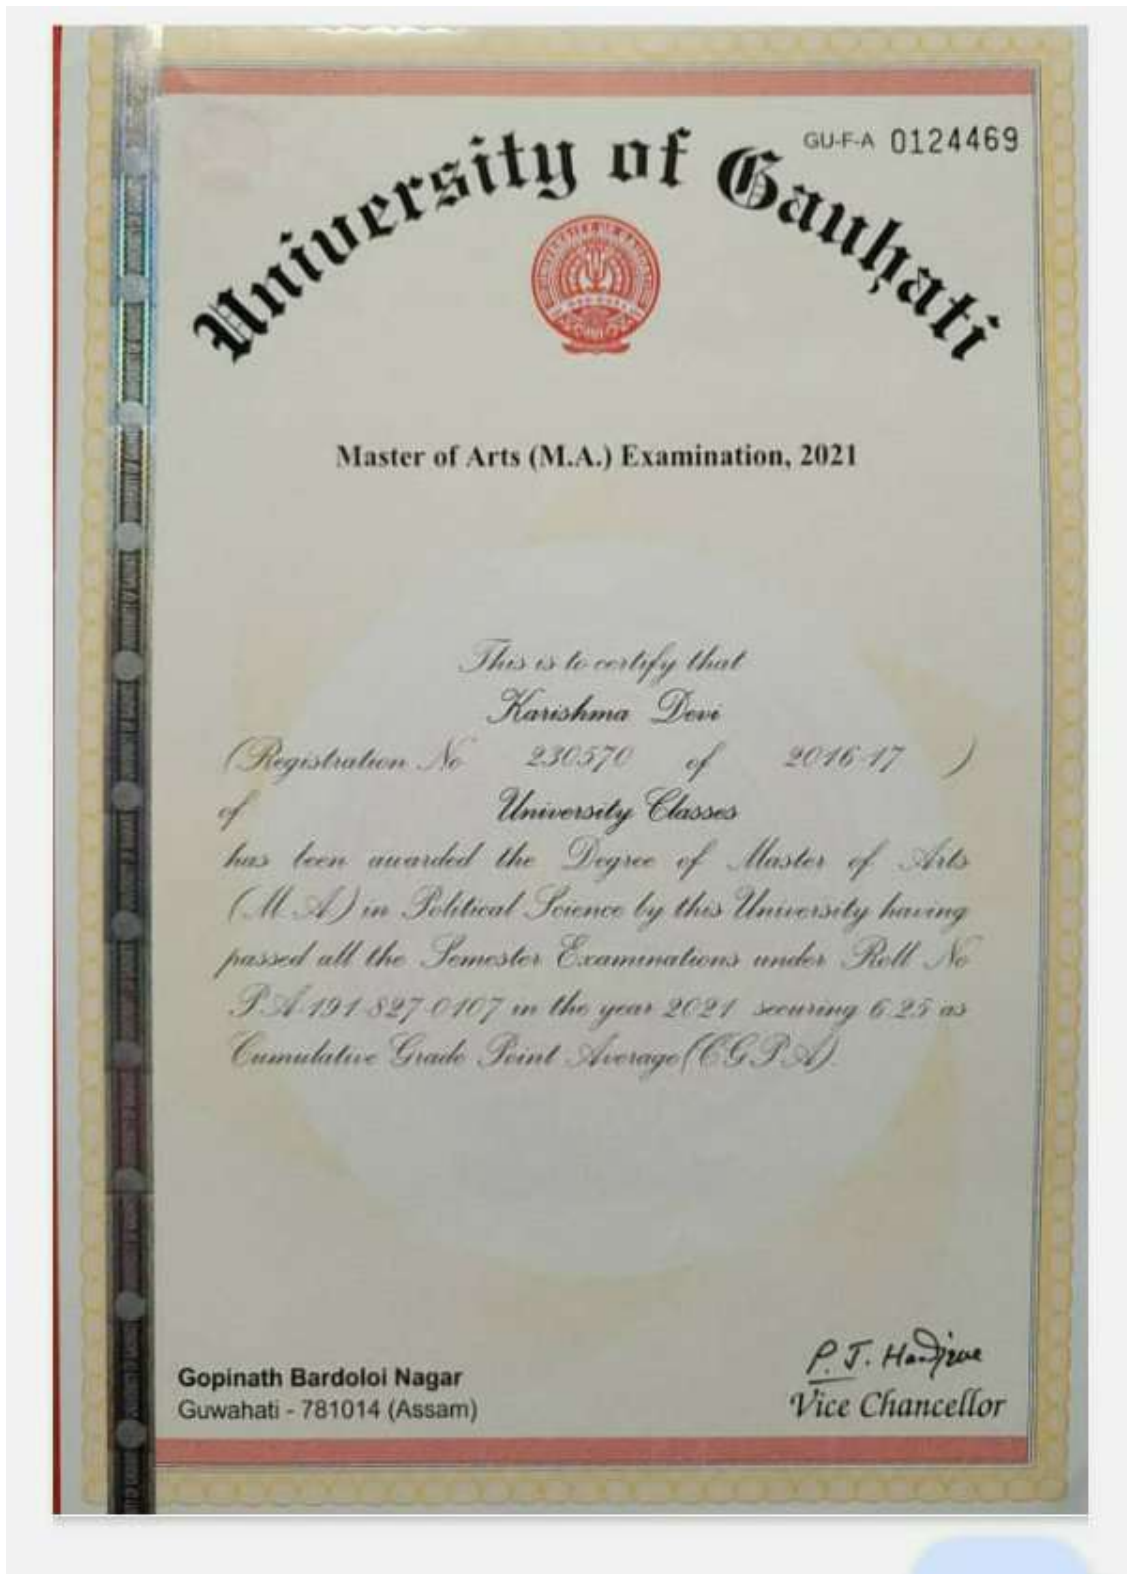 GU-F-A 0124469
University of Gauhati
Master of Arts (M.A.) Examination, 2021
This is to certify that
Karishma Devi
(Registration No 230570 of 2016-17 )
of University Classes
has been awarded the Degree of Master of Arts
(M.A) in Political Science by this University having
passed all the Semester Examinations under Roll No
PA-191-827-0107 in the year 2021 securing 6.25 as
Cumulative Grade Point Average (CGPA).
P. J. Handique
Gopinath Bardoloi Nagar
Guwahati - 781014 (Assam)
Vice Chancellor